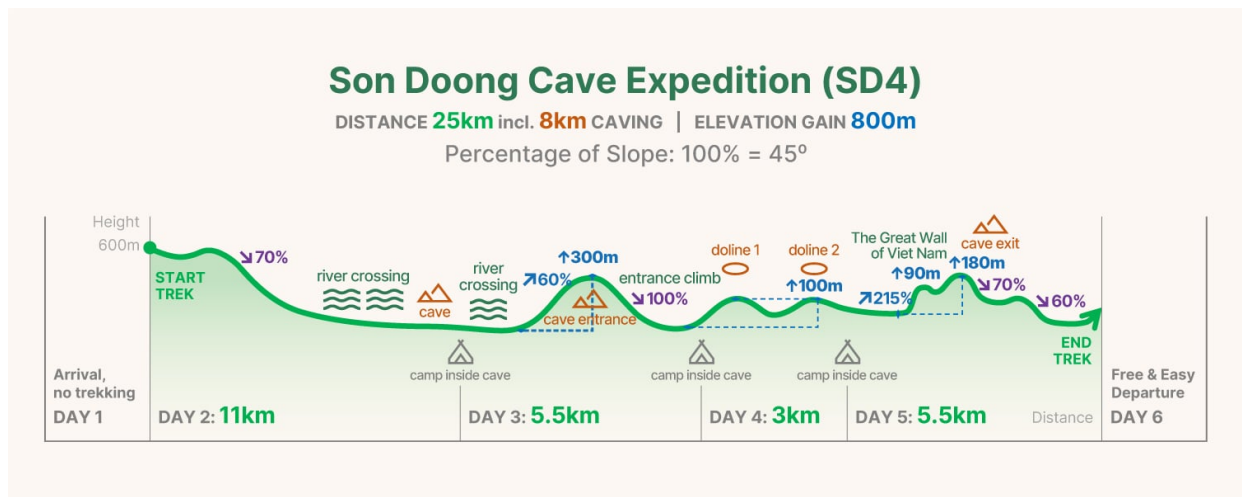 Son Doong Cave Expedition (SD4)
DISTANCE 25km incl. 8km CAVING | ELEVATION GAIN 800m
Percentage of Slope: 100% = 45º
Height
600m
START
TREK
↘70%
river crossing
cave
river
crossing
↗60%
↑300m
cave entrance
entrance climb
↘100%
doline 1
doline 2
↑100m
The Great Wall
of Viet Nam
↗215%
↑90m
cave exit
↑180m
↘70%
↘60%
END
TREK
camp inside cave
camp inside cave
camp inside cave
Arrival,
no trekking
DAY 1
DAY 2: 11km
DAY 3: 5.5km
DAY 4: 3km
DAY 5: 5.5km
Distance
Free & Easy
Departure
DAY 6